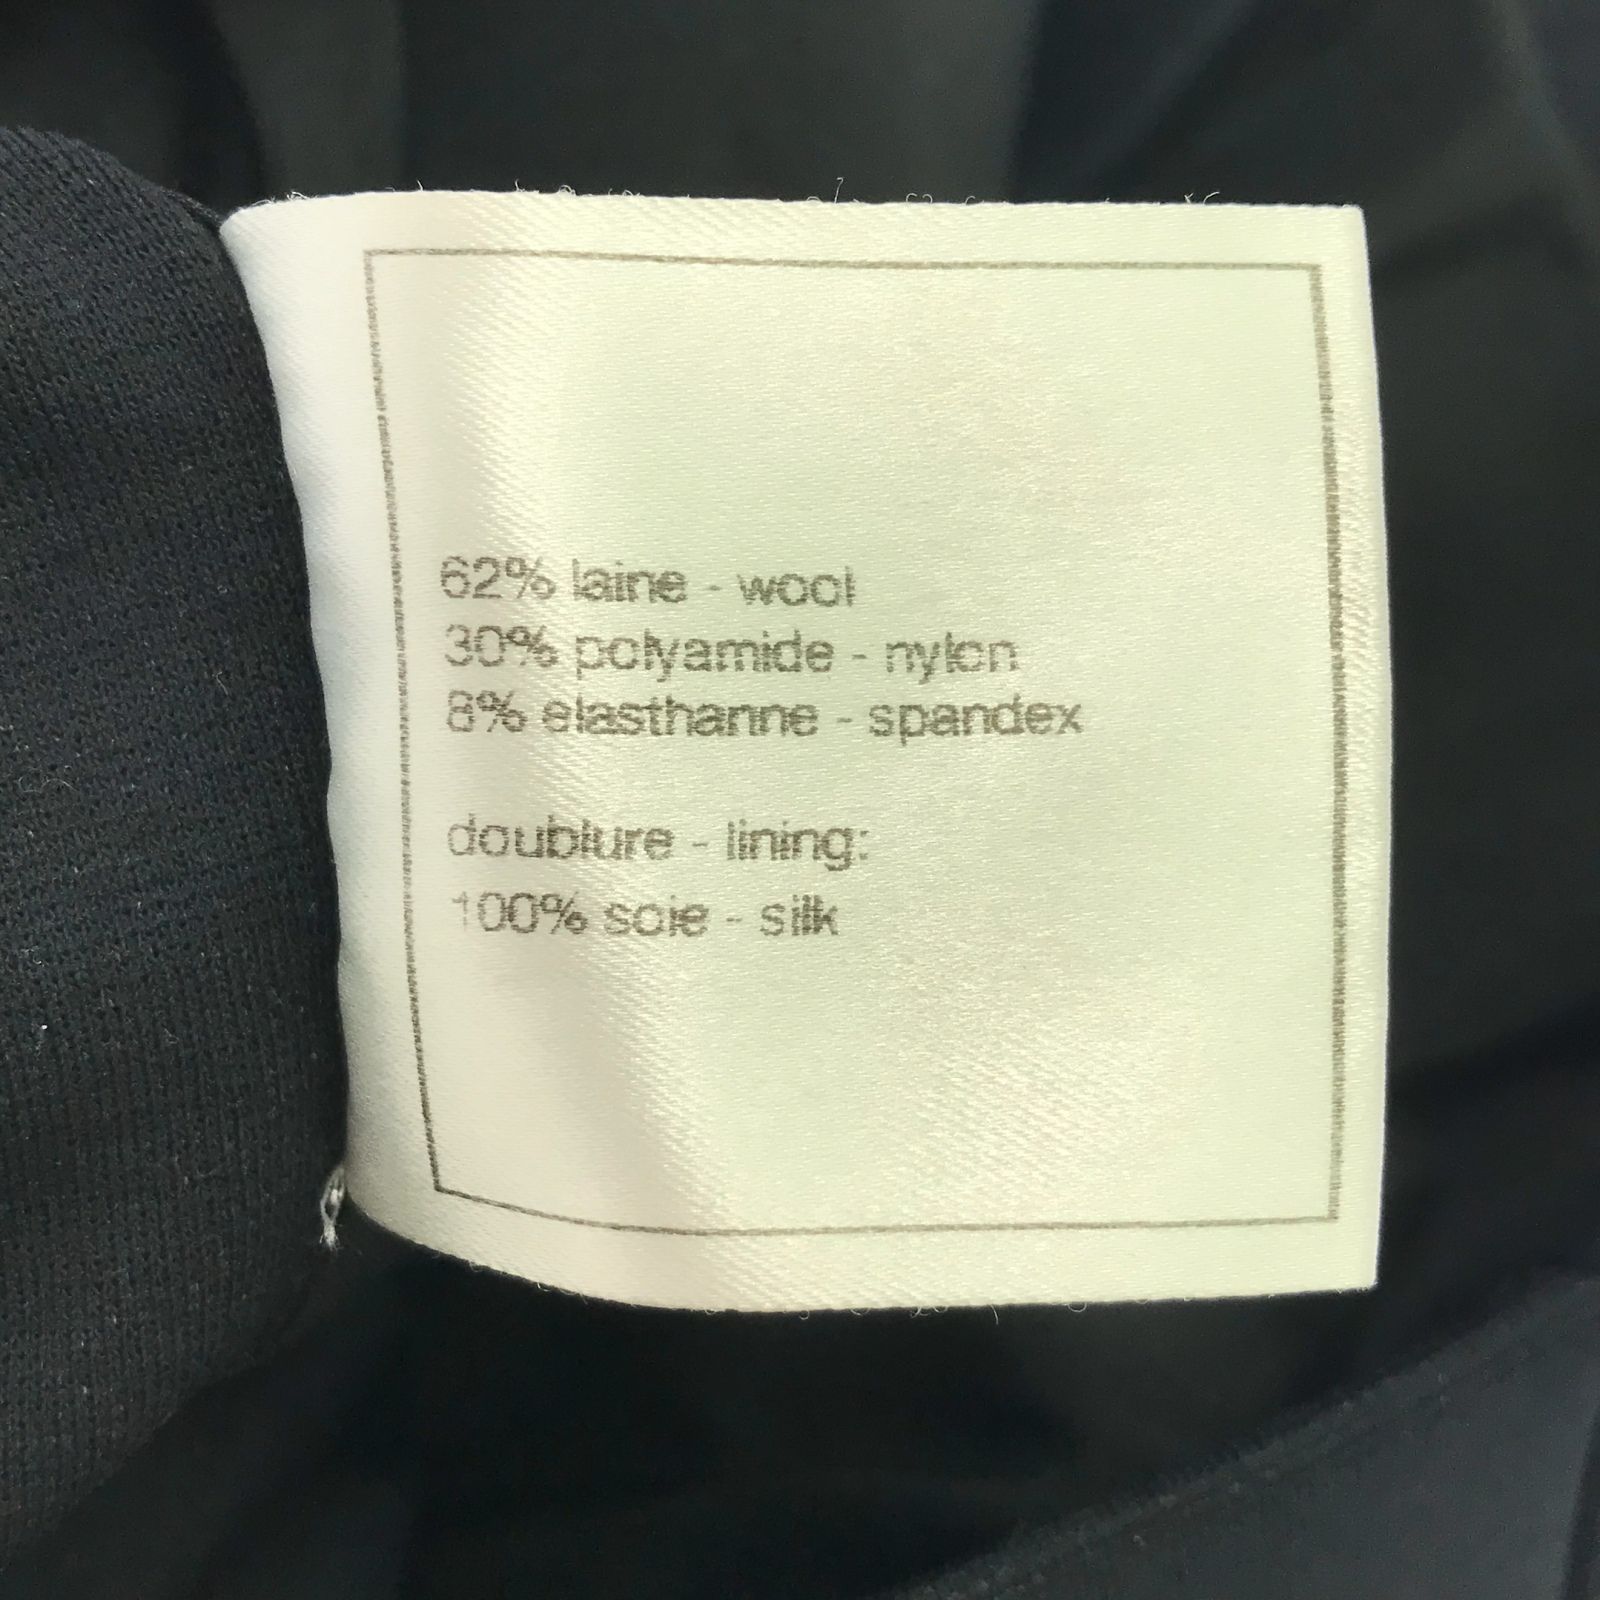 62% laine - wool
30% polyamide - nylon
8% elasthanne - spandex
doublure - lining:
100% soie - silk